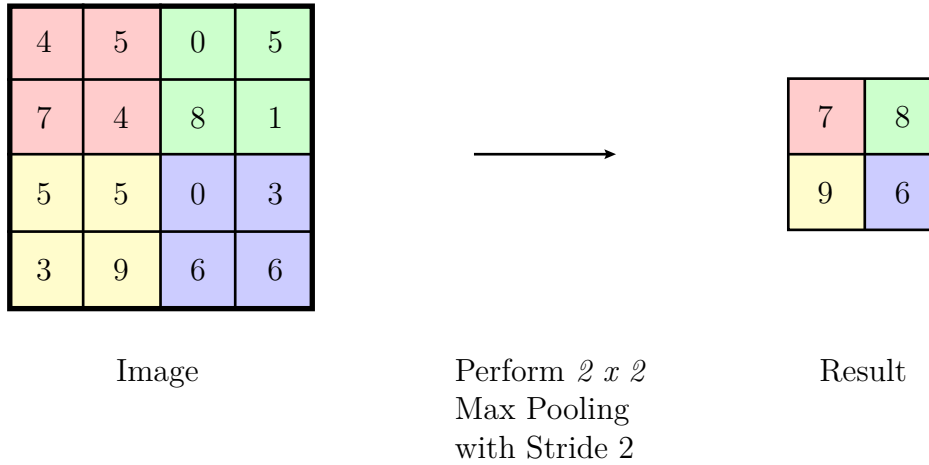 4 5 0 5
7 4 8 1
5 5 0 3
3 9 6 6
7 8
9 6
Image
Perform 2 x 2
Max Pooling
with Stride 2
Result